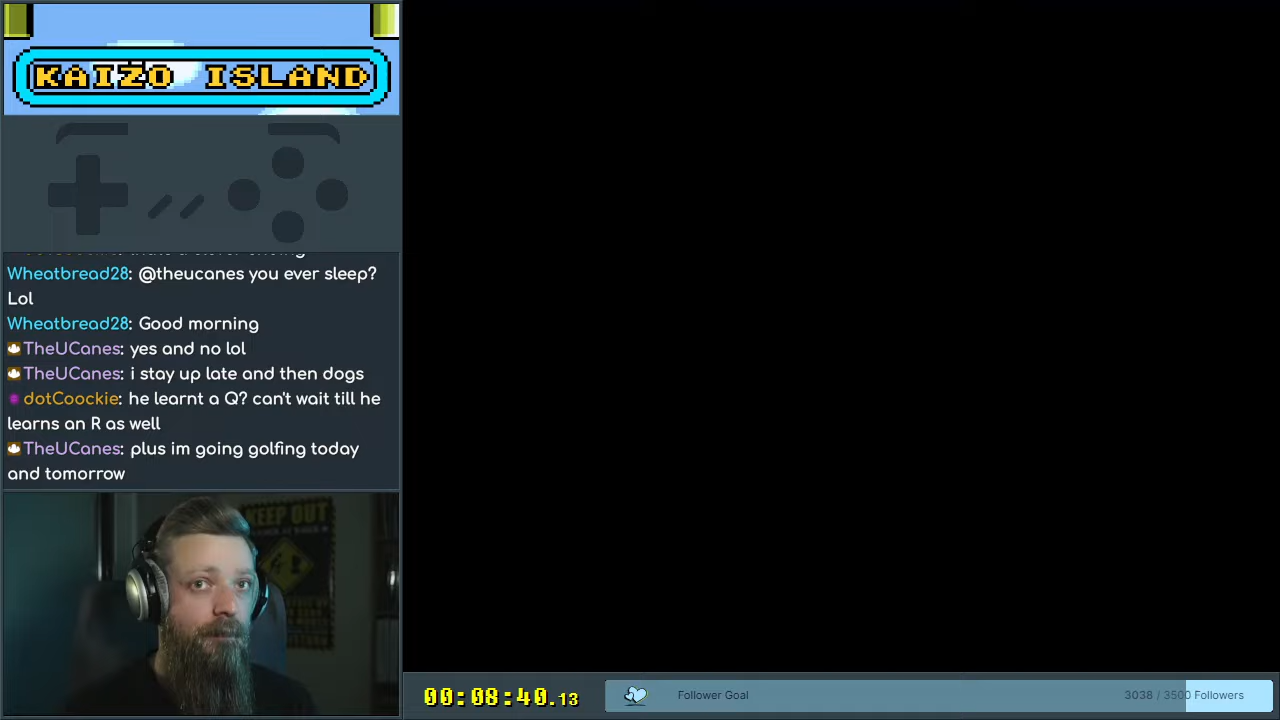 KAIZO ISLAND
Wheatbread28: @theucanes you ever sleep?
Lol
Wheatbread28: Good morning
TheUCanes: yes and no lol
TheUCanes: i stay up late and then dogs
dotCoockie: he learnt a Q? can't wait till he
learns an R as well
TheUCanes: plus im going golfing today
and tomorrow
KEEP OUT
00:08:40.13
Follower Goal
3038 / 3500 Followers